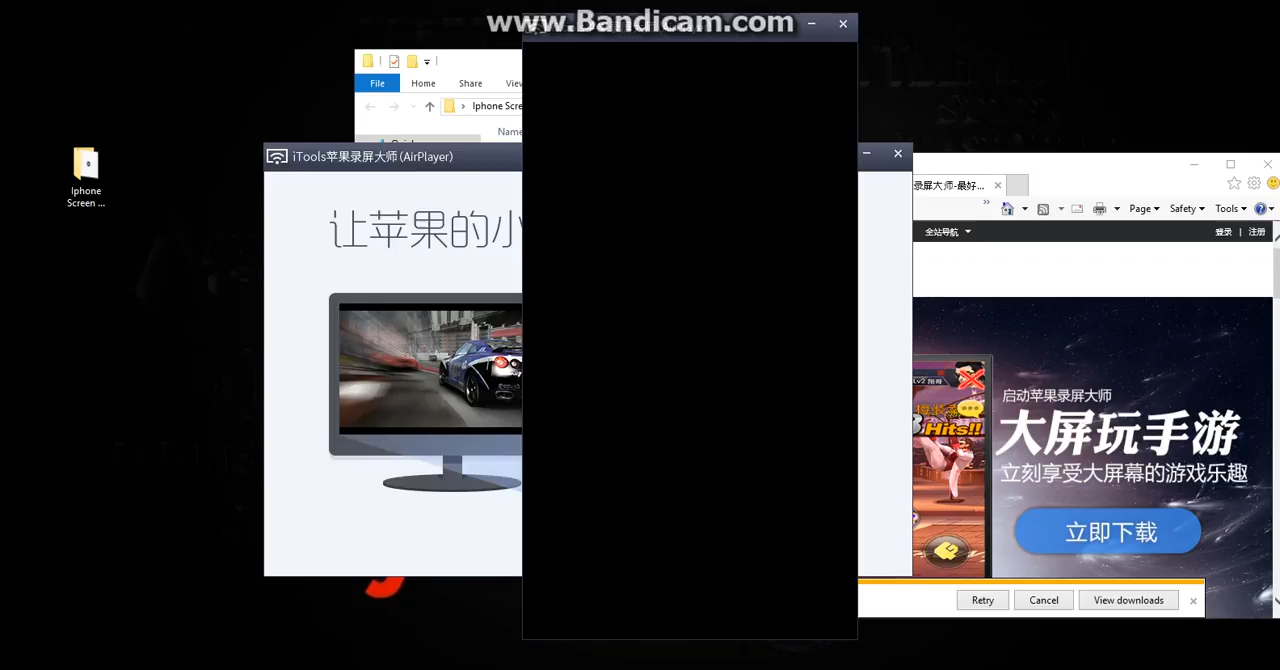 www.Bandicam.com
File
Home
Share
View
Iphone Scre
Name
Iphone
Screen ...
iTools苹果录屏大师(AirPlayer)
让苹果的小
录屏大师-最好...
Page
Safety
Tools
全站导航
登录 | 注册
Hits!!
启动苹果录屏大师
大屏玩手游
立刻享受大屏幕的游戏乐趣
立即下载
Retry
Cancel
View downloads